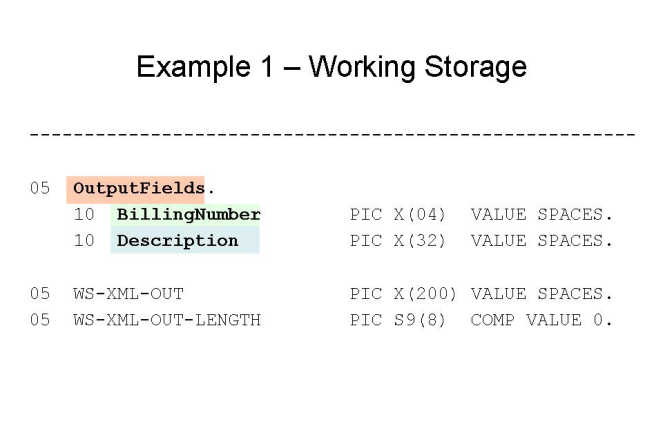 Example 1 – Working Storage
-------------------------------------------------------
05 OutputFields.
10 BillingNumber PIC X(04) VALUE SPACES.
10 Description PIC X(32) VALUE SPACES.
05 WS-XML-OUT PIC X(200) VALUE SPACES.
05 WS-XML-OUT-LENGTH PIC S9(8) COMP VALUE 0.